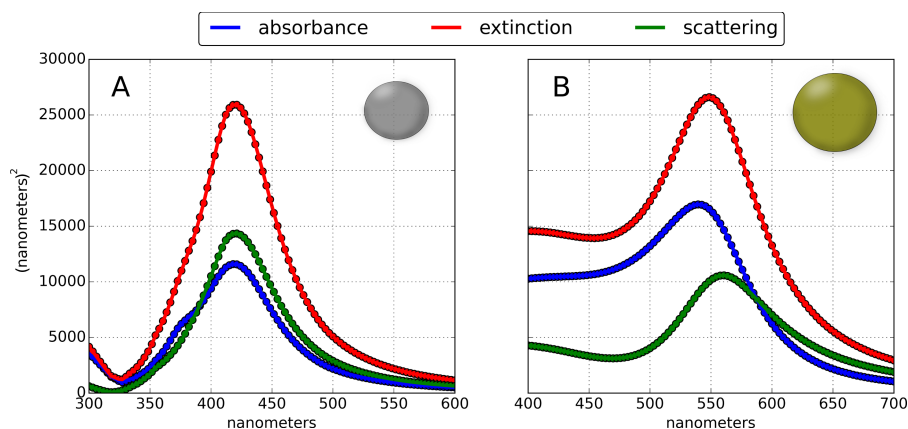 absorbance extinction scattering
A
B
(nanometers)²
30000
25000
20000
15000
10000
5000
0
300 350 400 450 500 550 600
400 450 500 550 600 650 700
nanometers
nanometers